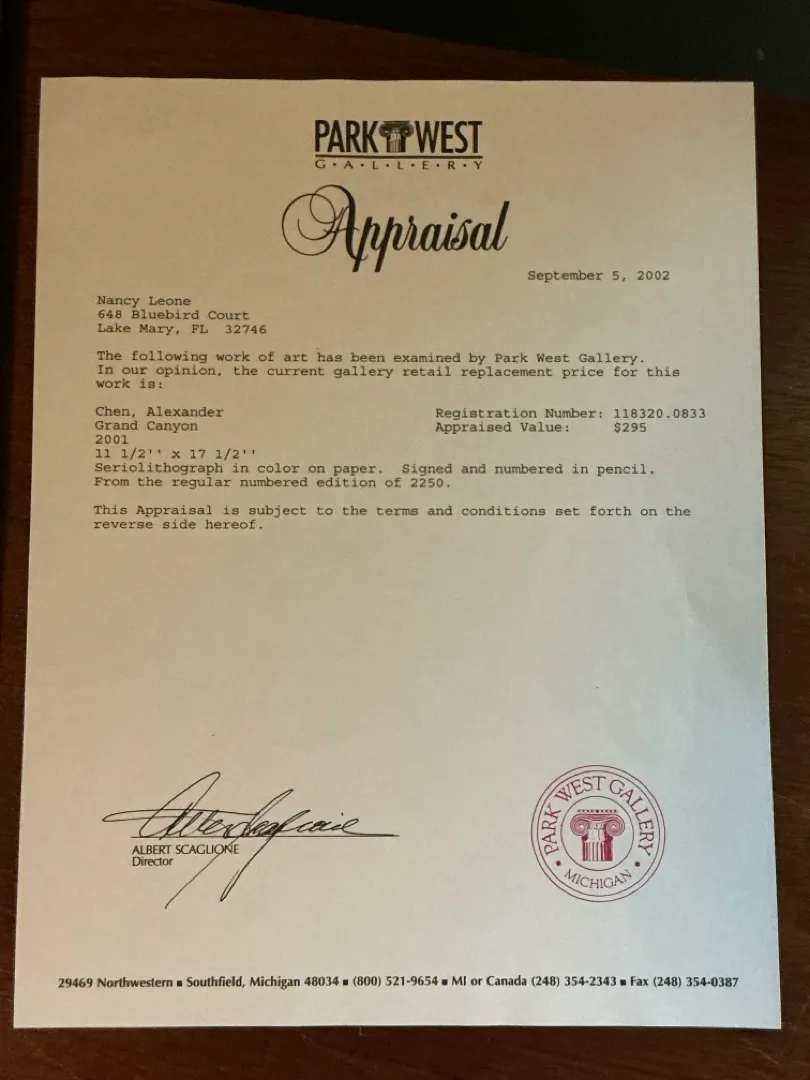 PARK WEST
G•A•L•L•E•R•Y
Appraisal
September 5, 2002
Nancy Leone
648 Bluebird Court
Lake Mary, FL 32746
The following work of art has been examined by Park West Gallery.
In our opinion, the current gallery retail replacement price for this
work is:
Chen, Alexander Registration Number: 118320.0833
Grand Canyon Appraised Value: $295
2001
11 1/2'' x 17 1/2''
Seriolithograph in color on paper. Signed and numbered in pencil.
From the regular numbered edition of 2250.
This Appraisal is subject to the terms and conditions set forth on the
reverse side hereof.
Albert Scaglione
ALBERT SCAGLIONE
Director
PARK WEST GALLERY
• MICHIGAN •
29469 Northwestern ■ Southfield, Michigan 48034 ■ (800) 521-9654 ■ MI or Canada (248) 354-2343 ■ Fax (248) 354-0387